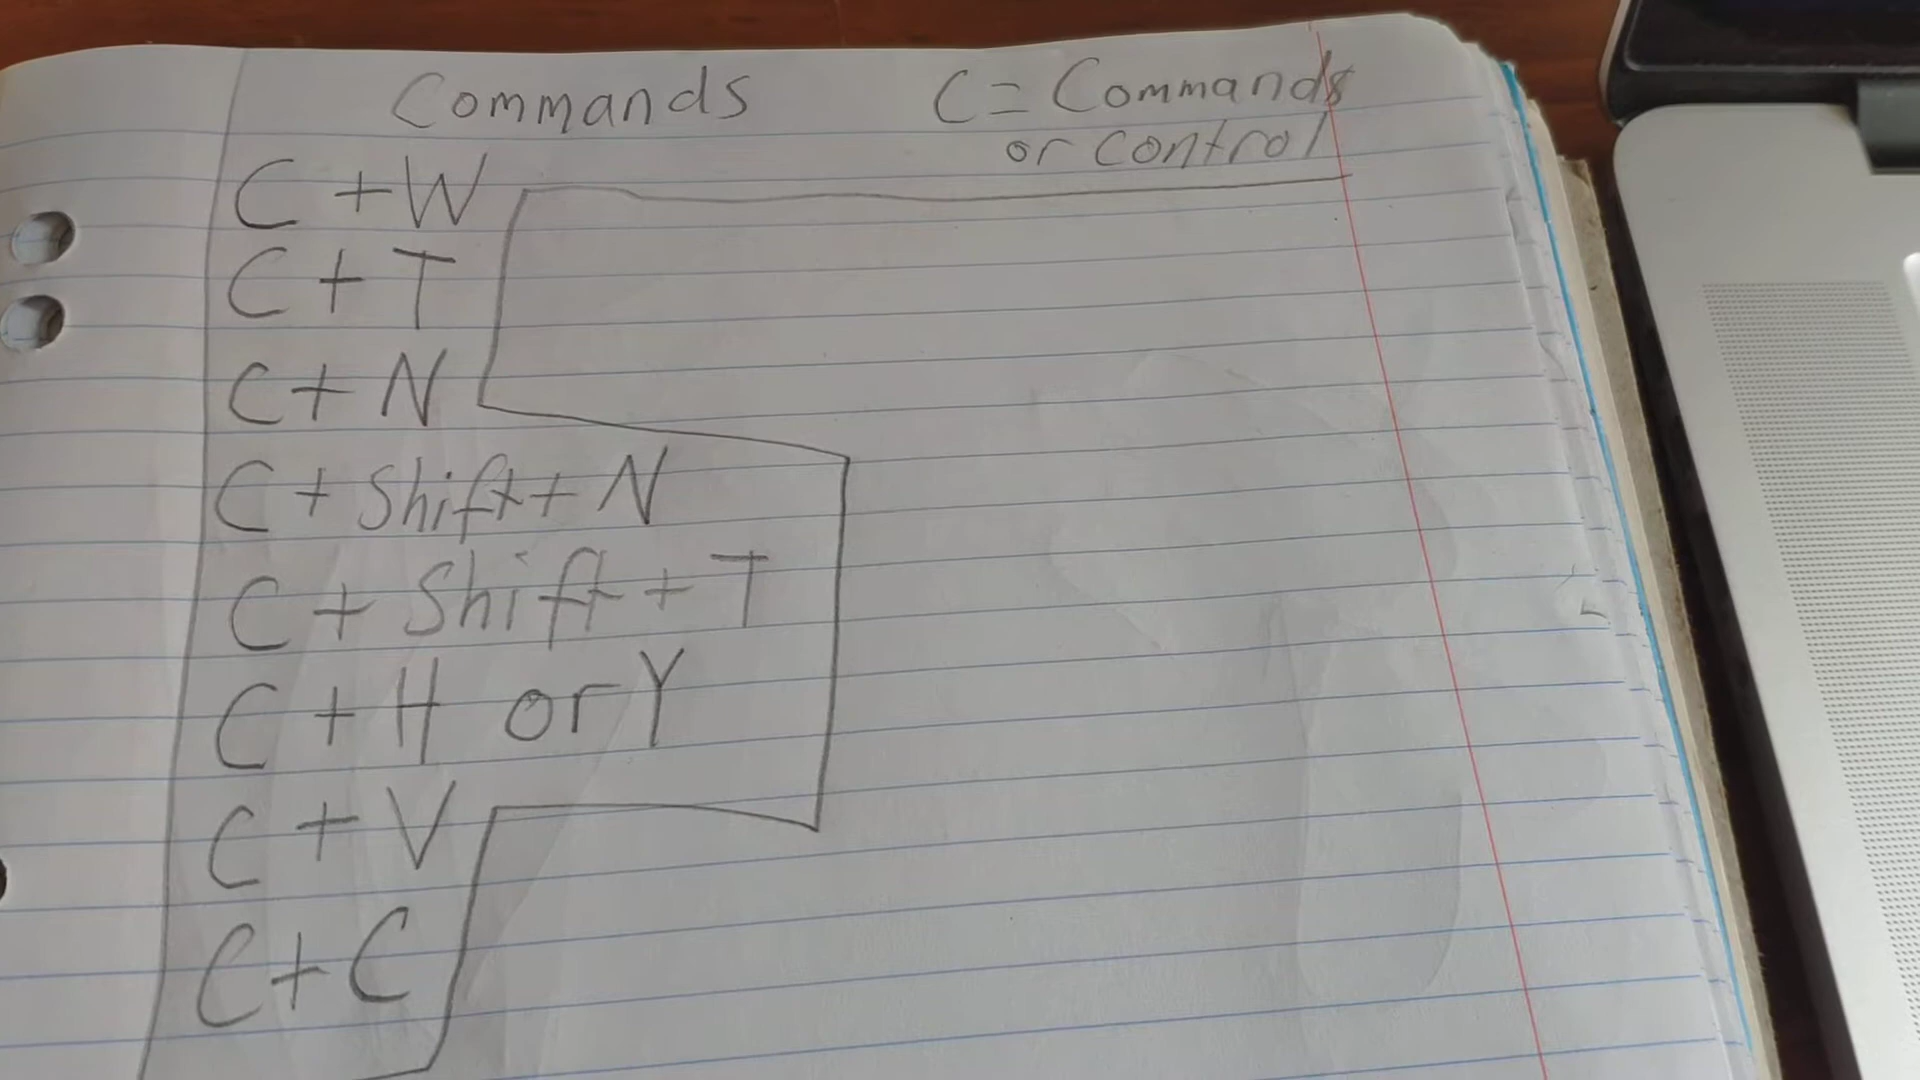 Commands
C = Commands
or control
C + W
C + T
C + N
C + Shift + N
C + Shift + T
C + H or Y
C + V
C + C